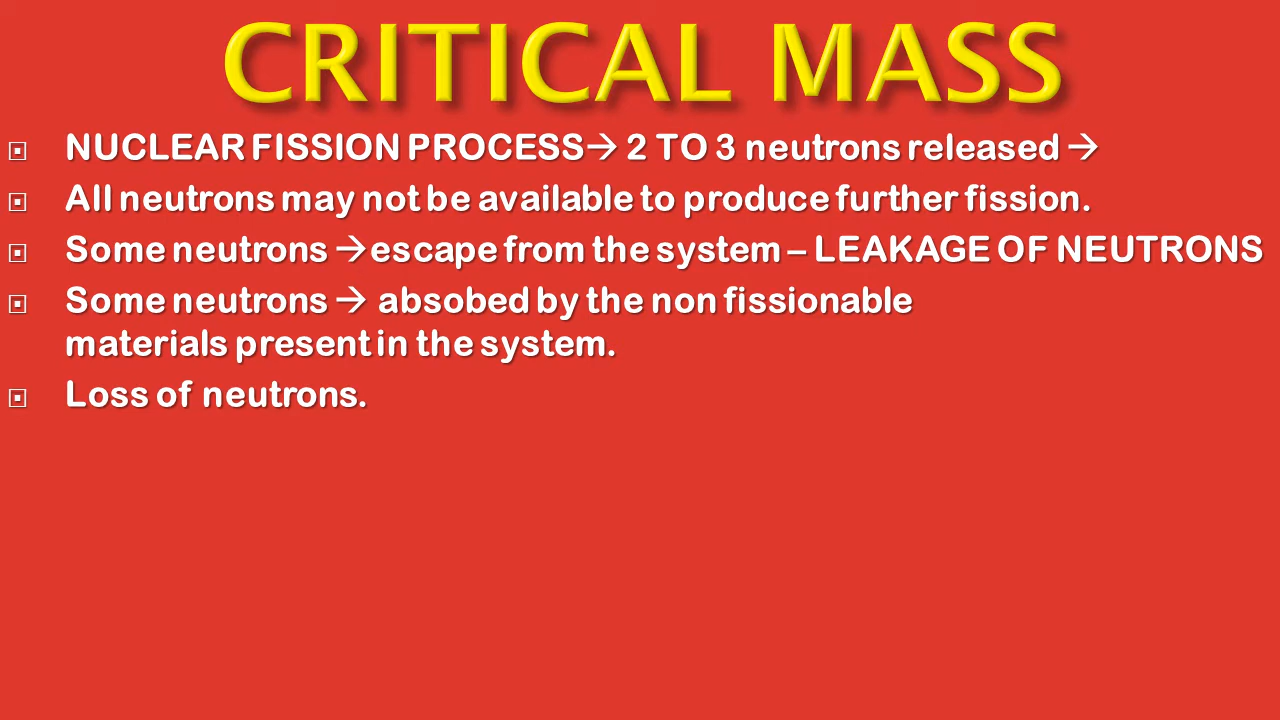 CRITICAL MASS
NUCLEAR FISSION PROCESS→ 2 TO 3 neutrons released →
All neutrons may not be available to produce further fission.
Some neutrons →escape from the system – LEAKAGE OF NEUTRONS
Some neutrons → absobed by the non fissionable
materials present in the system.
Loss of neutrons.